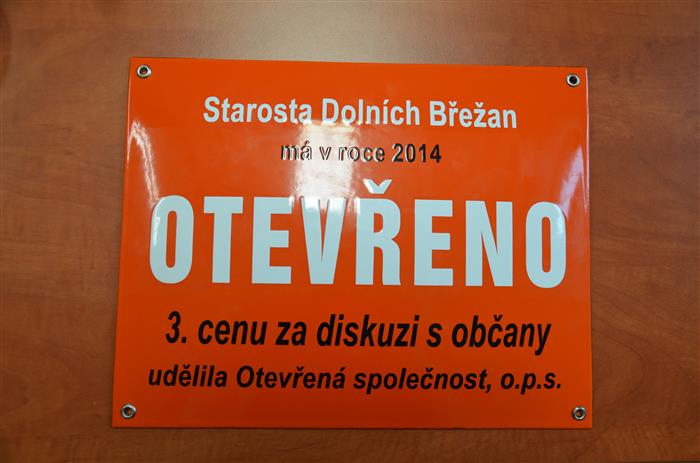 Starosta Dolních Břežan
má v roce 2014
OTEVŘENO
3. cenu za diskuzi s občany
udělila Otevřená společnost, o.p.s.